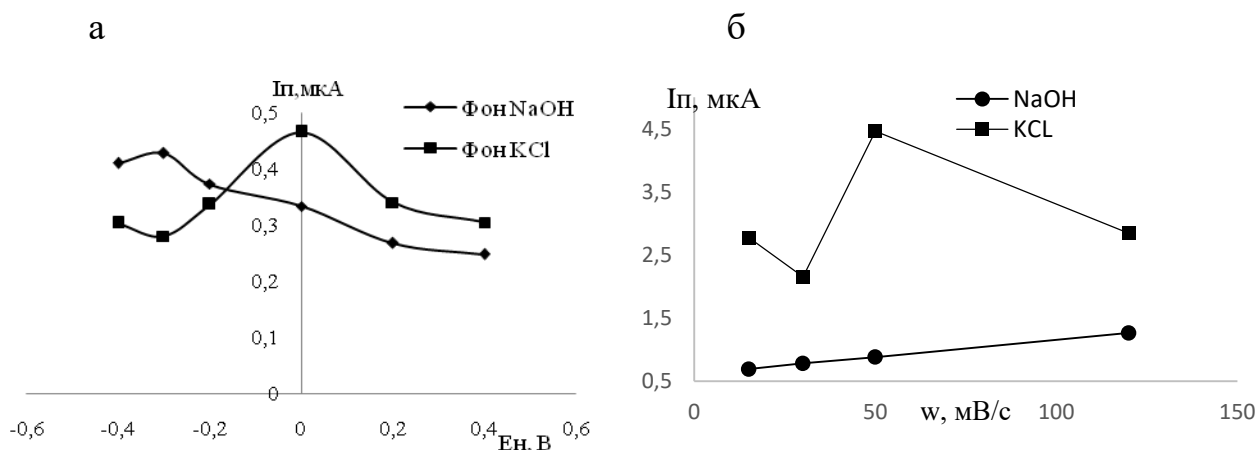 а
Iп,мкА
Фон NaOH
Фон KCl
0,5
0,4
0,3
0,2
0,1
0
-0,6
-0,4
-0,2
0
0,2
0,4
0,6
Ен, В
б
Iп, мкА
NaOH
KCL
4,5
3,5
2,5
1,5
0,5
0
50
100
150
w, мВ/с